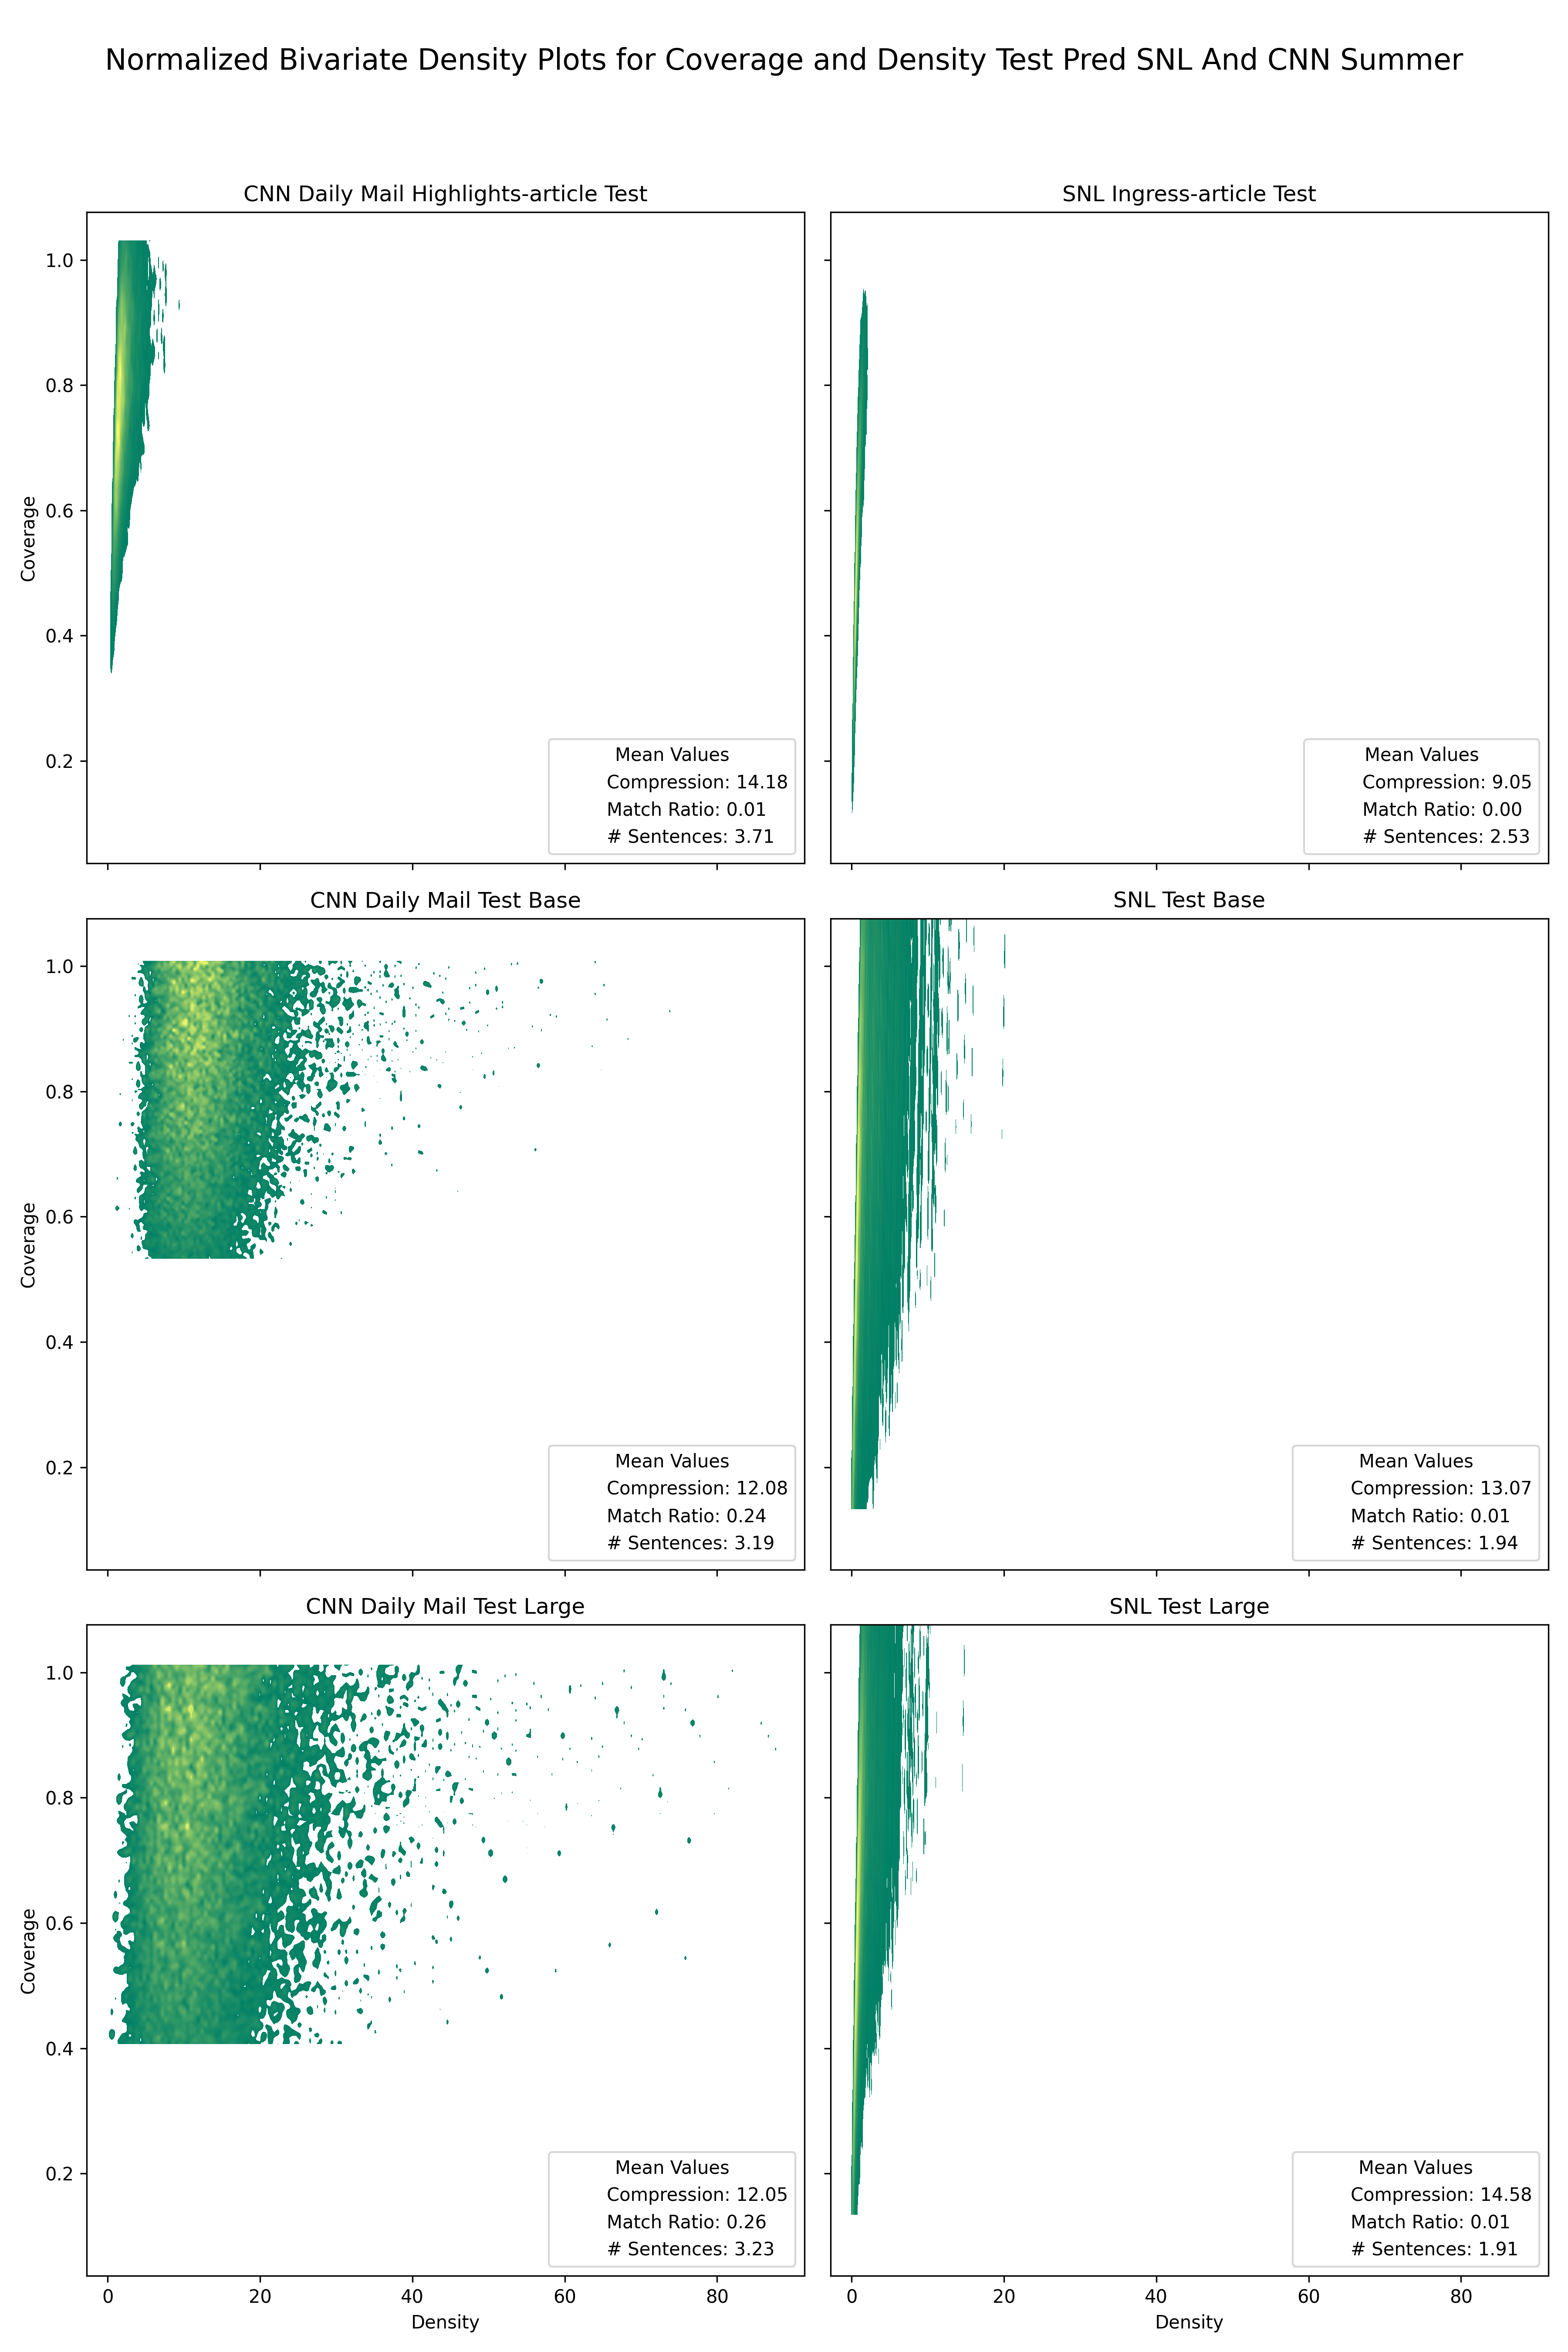 Normalized Bivariate Density Plots for Coverage and Density Test Pred SNL And CNN Summer
CNN Daily Mail Highlights-article Test
SNL Ingress-article Test
1.0
0.8
0.6
0.4
0.2
Coverage
Mean Values
Compression: 14.18
Match Ratio: 0.01
# Sentences: 3.71
Mean Values
Compression: 9.05
Match Ratio: 0.00
# Sentences: 2.53
CNN Daily Mail Test Base
SNL Test Base
1.0
0.8
0.6
0.4
0.2
Coverage
Mean Values
Compression: 12.08
Match Ratio: 0.24
# Sentences: 3.19
Mean Values
Compression: 13.07
Match Ratio: 0.01
# Sentences: 1.94
CNN Daily Mail Test Large
SNL Test Large
1.0
0.8
0.6
0.4
0.2
Coverage
Mean Values
Compression: 12.05
Match Ratio: 0.26
# Sentences: 3.23
Mean Values
Compression: 14.58
Match Ratio: 0.01
# Sentences: 1.91
0 20 40 60 80
Density
0 20 40 60 80
Density